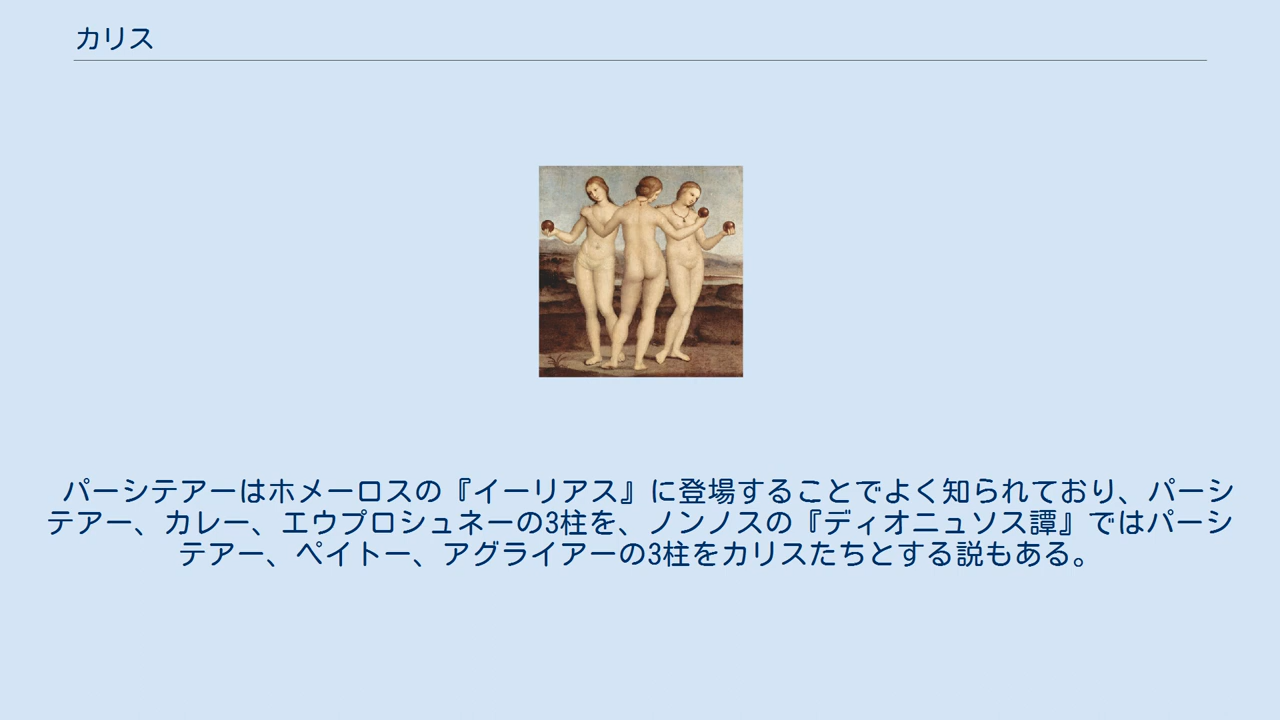 カリス
パーシテアーはホメーロスの『イーリアス』に登場することでよく知られており、パーシ
テアー、カレー、エウプロシュネーの3柱を、ノンノスの『ディオニュソス譚』ではパーシ
テアー、ペイトー、アグライアーの3柱をカリスたちとする説もある。